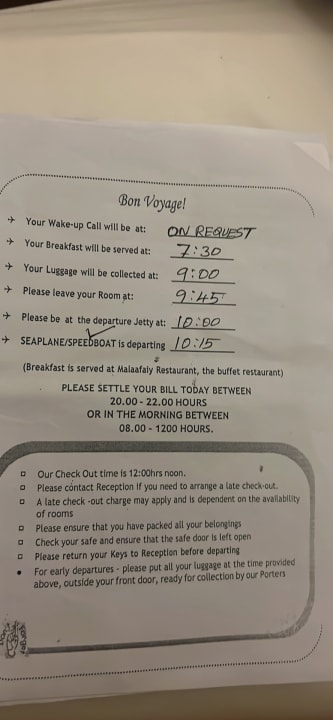 Bon Voyage!
Your Wake-up Call will be at: ON REQUEST
Your Breakfast will be served at: 7:30
Your Luggage will be collected at: 9:00
Please leave your Room at: 9:45
Please be at the departure Jetty at: 10:00
SEAPLANE/SPEEDBOAT is departing 10:15
(Breakfast is served at Malaafaly Restaurant, the buffet restaurant)
PLEASE SETTLE YOUR BILL TODAY BETWEEN
20.00 - 22.00 HOURS
OR IN THE MORNING BETWEEN
08.00 - 1200 HOURS.
Our Check Out time is 12:00hrs noon.
Please contact Reception if you need to arrange a late check-out.
A late check -out charge may apply and is dependent on the availability
of rooms
Please ensure that you have packed all your belongings
Check your safe and ensure that the safe door is left open
Please return your Keys to Reception before departing
For early departures - please put all your luggage at the time provided
above, outside your front door, ready for collection by our Porters